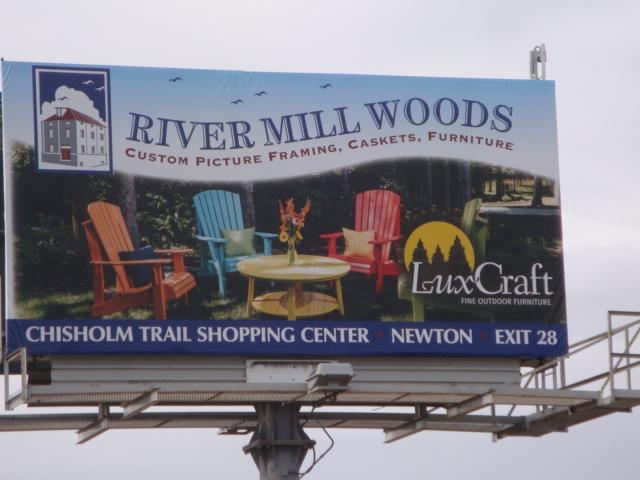 RIVER MILL WOODS
CUSTOM PICTURE FRAMING, CASKETS, FURNITURE
LuxCraft
FINE OUTDOOR FURNITURE
CHISHOLM TRAIL SHOPPING CENTER • NEWTON • EXIT 28